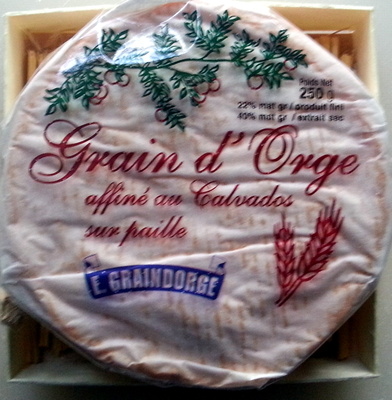 Poids Net
250 g
22% mat gr / produit fini
40% mat gr / extrait sec
Grain d'Orge
affiné au Calvados
sur paille
E. GRAINDORGE